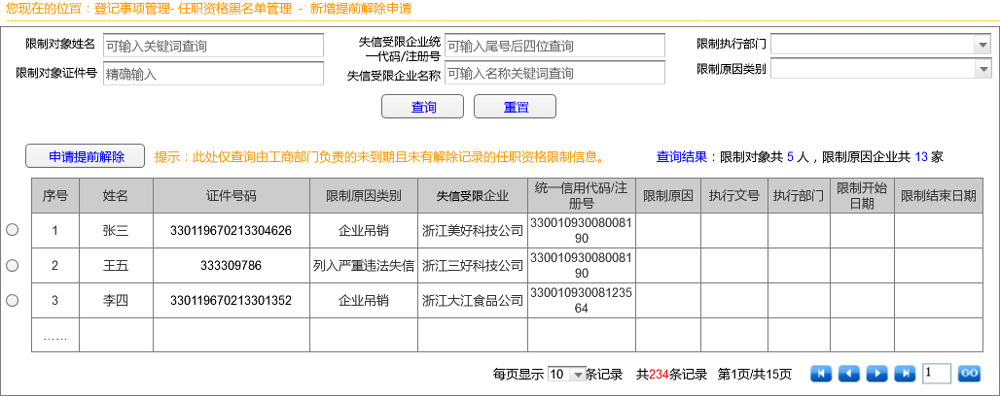 您现在的位置：登记事项管理- 任职资格黑名单管理 - 新增提前解除申请
限制对象姓名 可输入关键词查询 失信受限企业统一代码/注册号 可输入尾号后四位查询 限制执行部门
限制对象证件号 精确输入 失信受限企业名称 可输入名称关键词查询 限制原因类别
查询 重置
申请提前解除 提示：此处仅查询由工商部门负责的未到期且未有解除记录的任职资格限制信息。 查询结果：限制对象共 5 人，限制原因企业共 13 家
序号 姓名 证件号码 限制原因类别 失信受限企业 统一信用代码/注册号 限制原因 执行文号 执行部门 限制开始日期 限制结束日期
1 张三 330119670213304626 企业吊销 浙江美好科技公司 33001093008008190
2 王五 333309786 列入严重违法失信 浙江三好科技公司 33001093008008190
3 李四 330119670213301352 企业吊销 浙江大江食品公司 33001093008123564
……
每页显示 10 条记录 共234条记录 第1页/共15页 1 GO